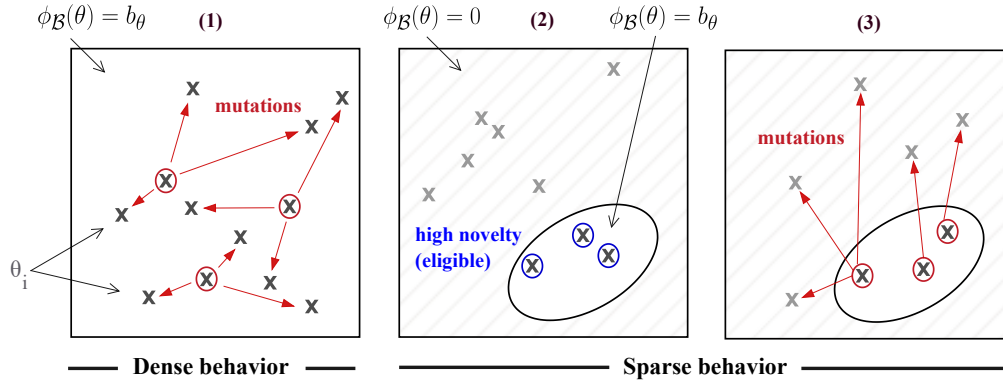 ϕ_B(θ) = b_θ
(1)
ϕ_B(θ) = 0
(2)
ϕ_B(θ) = b_θ
(3)
mutations
mutations
high novelty
(eligible)
θ_i
Dense behavior
Sparse behavior